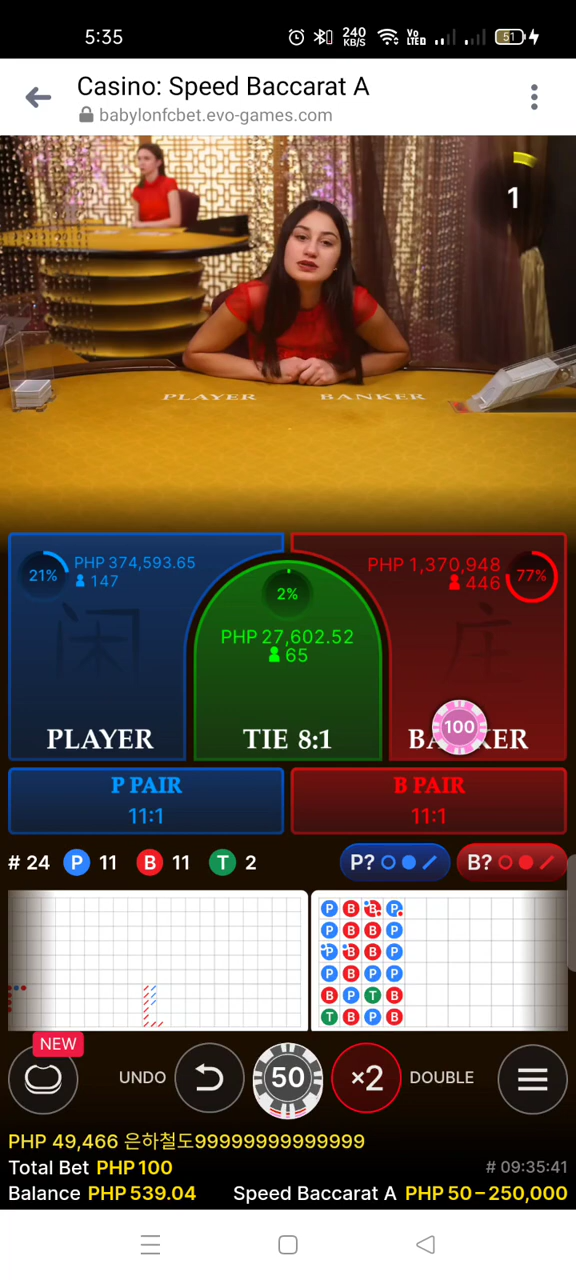 5:35
240 KB/S Vo LTED 51
Casino: Speed Baccarat A
babylonfcbet.evo-games.com
1
PLAYER BANKER
21% PHP 374,593.65
147
2%
PHP 27,602.52
65
PHP 1,370,948 77%
446
闲 庄
PLAYER TIE 8:1 BANKER
100
P PAIR B PAIR
11:1 11:1
# 24 P 11 B 11 T 2 P? B?
P B B P
P B B P
P B B P
P B P P
B P T B
T B P B
NEW
UNDO 50 ×2 DOUBLE
PHP 49,466 은하철도99999999999999
Total Bet PHP 100 # 09:35:41
Balance PHP 539.04 Speed Baccarat A PHP 50–250,000